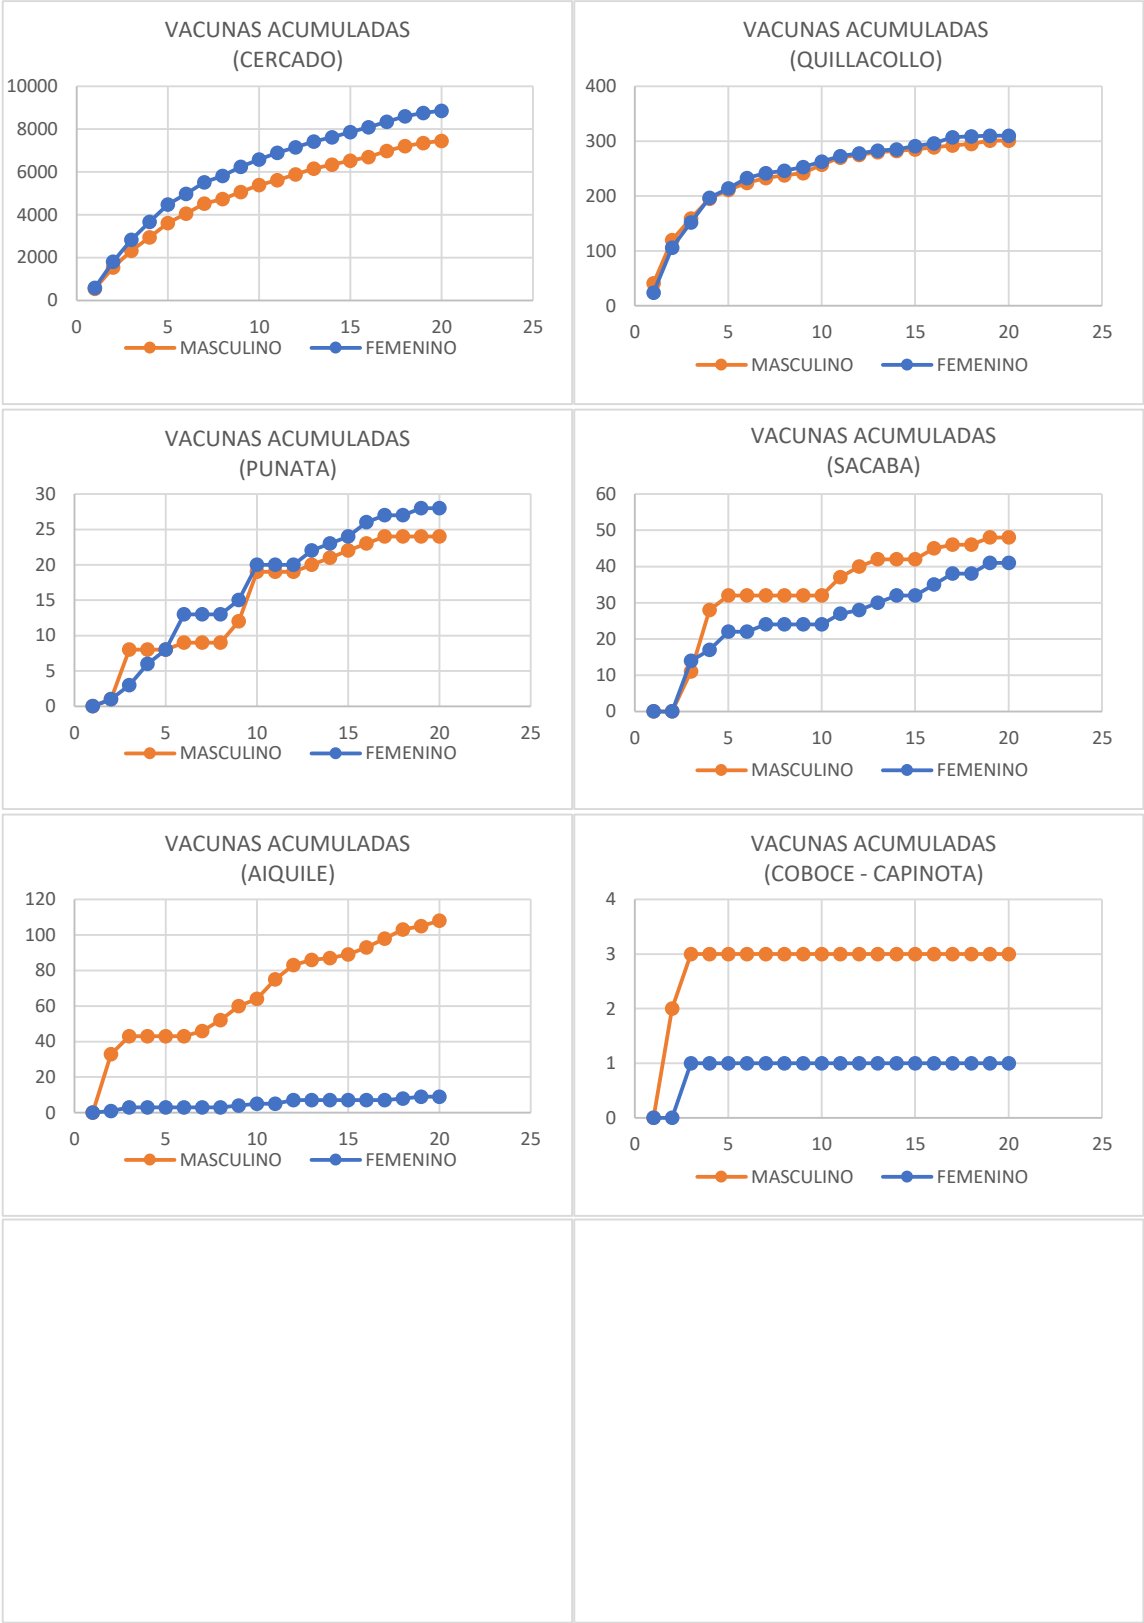 VACUNAS ACUMULADAS
(CERCADO)
10000
8000
6000
4000
2000
0
0 5 10 15 20 25
MASCULINO FEMENINO
VACUNAS ACUMULADAS
(QUILLACOLLO)
400
300
200
100
0
0 5 10 15 20 25
MASCULINO FEMENINO
VACUNAS ACUMULADAS
(PUNATA)
30
25
20
15
10
5
0
0 5 10 15 20 25
MASCULINO FEMENINO
VACUNAS ACUMULADAS
(SACABA)
60
50
40
30
20
10
0
0 5 10 15 20 25
MASCULINO FEMENINO
VACUNAS ACUMULADAS
(AIQUILE)
120
100
80
60
40
20
0
0 5 10 15 20 25
MASCULINO FEMENINO
VACUNAS ACUMULADAS
(COBOCE - CAPINOTA)
4
3
2
1
0
0 5 10 15 20 25
MASCULINO FEMENINO